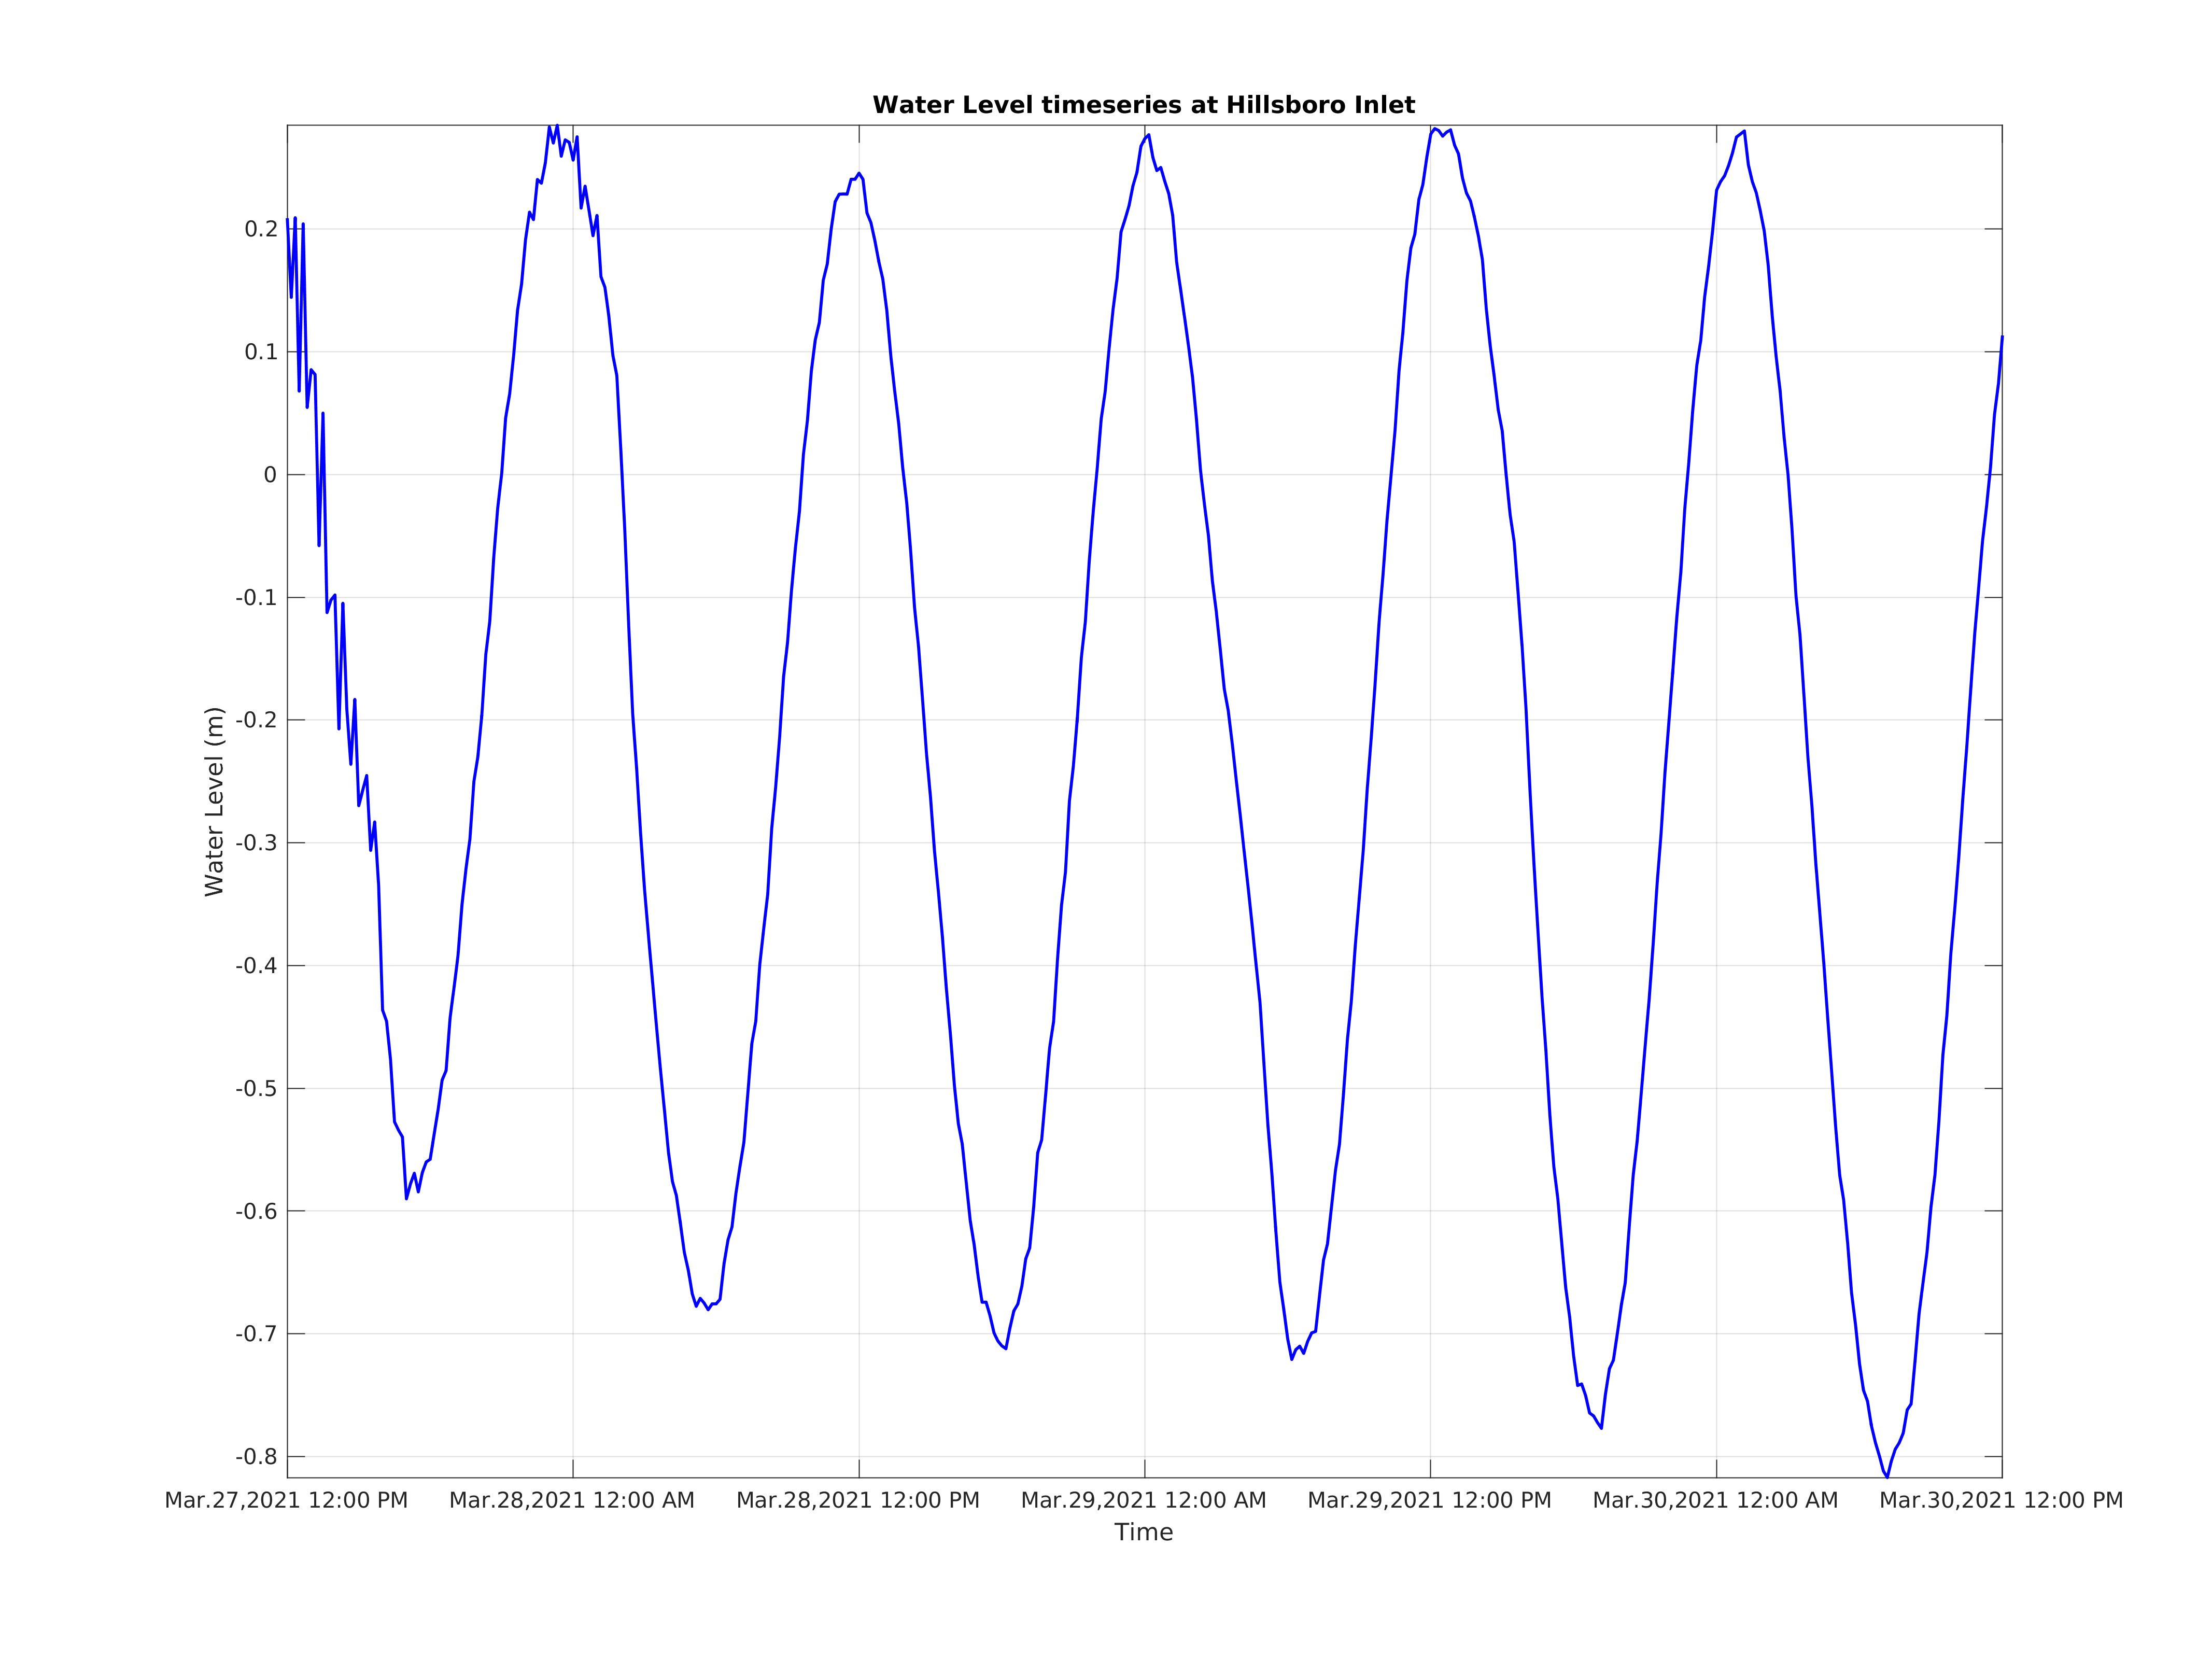 Water Level timeseries at Hillsboro Inlet
0.2
0.1
0
-0.1
-0.2
-0.3
-0.4
-0.5
-0.6
-0.7
-0.8
Water Level (m)
Mar.27,2021 12:00 PM Mar.28,2021 12:00 AM Mar.28,2021 12:00 PM Mar.29,2021 12:00 AM Mar.29,2021 12:00 PM Mar.30,2021 12:00 AM Mar.30,2021 12:00 PM
Time